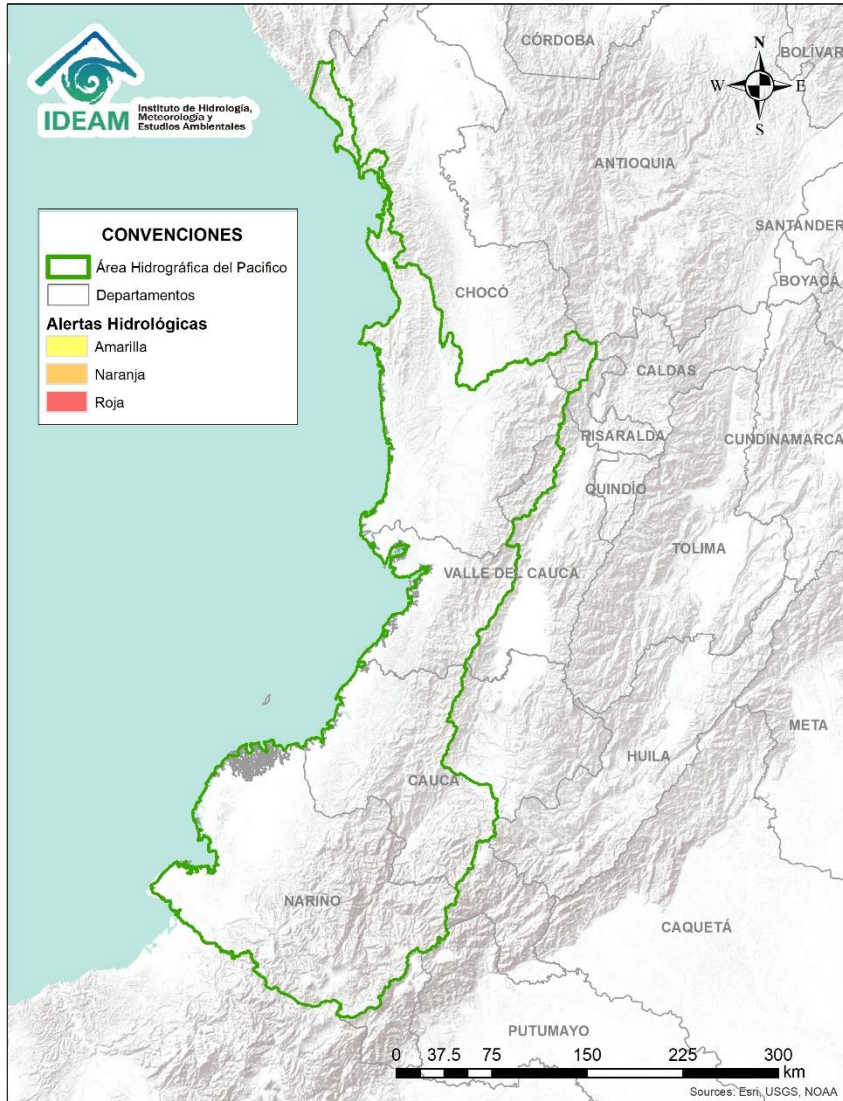 IDEAM
Instituto de Hidrología,
Meteorología y
Estudios Ambientales
CÓRDOBA
BOLÍVAR
N
W
E
S
ANTIOQUIA
SANTANDER
BOYACÁ
CONVENCIONES
Área Hidrográfica del Pacifico
Departamentos
Alertas Hidrológicas
Amarilla
Naranja
Roja
CHOCÓ
CALDAS
RISARALDA
CUNDINAMARCA
QUINDÍO
TOLIMA
VALLE DEL CAUCA
META
HUILA
CAUCA
NARIÑO
CAQUETÁ
PUTUMAYO
0 37.5 75 150 225 300
km
Sources: Esri, USGS, NOAA